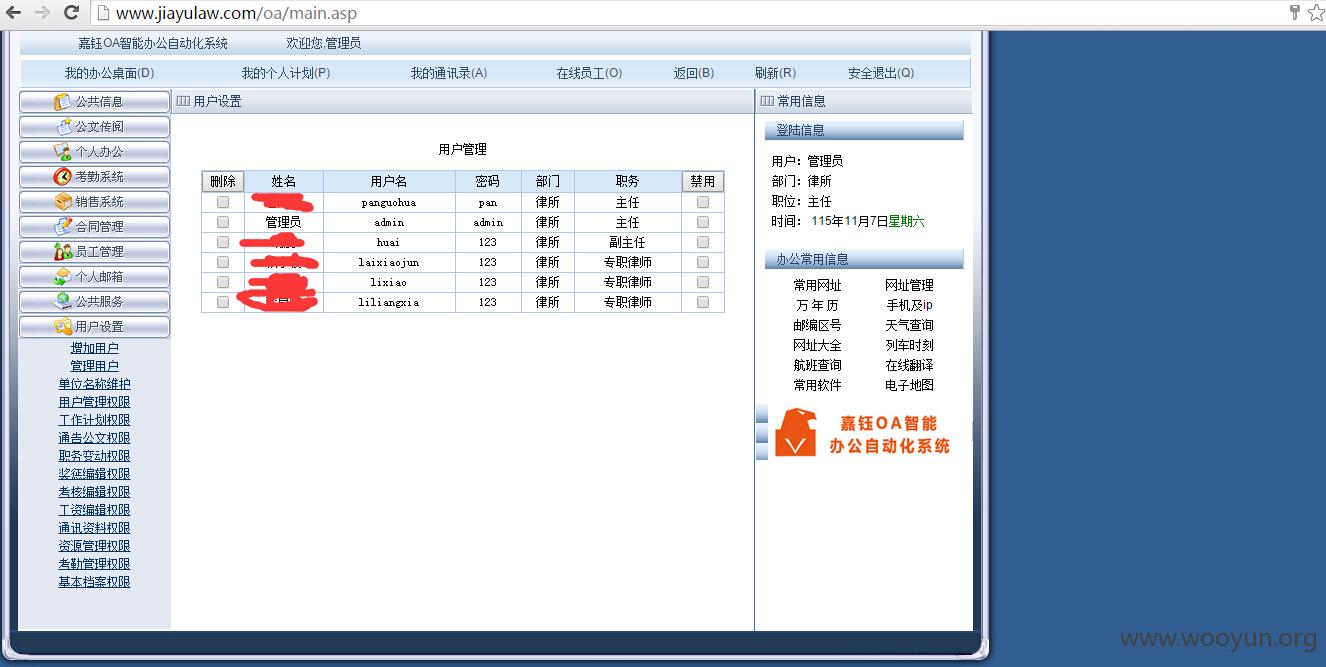 www.jiayulaw.com/oa/main.asp
嘉钰OA智能办公自动化系统 欢迎您,管理员
我的办公桌面(D) 我的个人计划(P) 我的通讯录(A) 在线员工(O) 返回(B) 刷新(R) 安全退出(Q)
公共信息
公文传阅
个人办公
考勤系统
销售系统
合同管理
员工管理
个人邮箱
公共服务
用户设置
增加用户
管理用户
单位名称维护
用户管理权限
工作计划权限
通告公文权限
职务变动权限
奖征编辑权限
考核编辑权限
工资编辑权限
通讯资料权限
资源管理权限
考勤管理权限
基本档案权限
用户设置
用户管理
删除 姓名 用户名 密码 部门 职务 禁用
panguohua pan 律所 主任
管理员 admin admin 律所 主任
huai 123 律所 副主任
laixiaojun 123 律所 专职律师
lixiao 123 律所 专职律师
liliangxia 123 律所 专职律师
常用信息
登陆信息
用户：管理员
部门：律所
职位：主任
时间： 115年11月7日星期六
办公常用信息
常用网址 网址管理
万 年 历 手机及ip
邮编区号 天气查询
网址大全 列车时刻
航班查询 在线翻译
常用软件 电子地图
嘉钰OA智能
办公自动化系统
www.wooyun.org